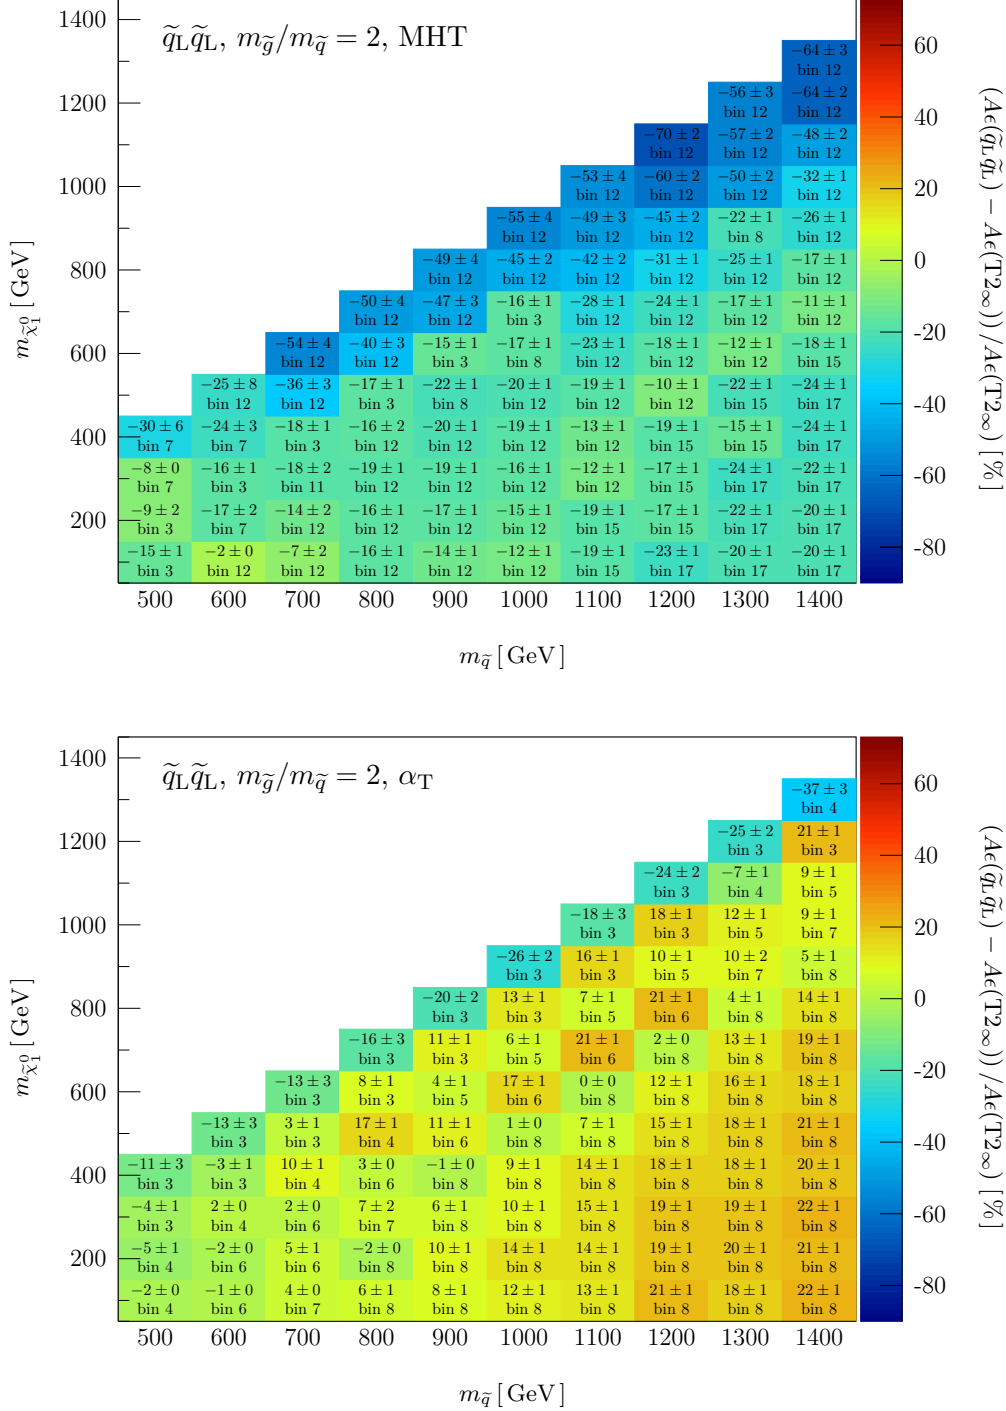 1400
q̃L q̃L, m g̃/m q̃ = 2, MHT
−64 ± 3
bin 12
1200
−56 ± 3 −64 ± 2
bin 12 bin 12
−70 ± 2 −57 ± 2 −48 ± 2
bin 12 bin 12 bin 12
1000
−53 ± 4 −60 ± 2 −50 ± 2 −32 ± 1
bin 12 bin 12 bin 12 bin 12
−55 ± 4 −49 ± 3 −45 ± 2 −22 ± 1 −26 ± 1
bin 12 bin 12 bin 12 bin 8 bin 12
800
−49 ± 4 −45 ± 2 −42 ± 2 −31 ± 1 −25 ± 1 −17 ± 1
bin 12 bin 12 bin 12 bin 12 bin 12 bin 12
−50 ± 4 −47 ± 3 −16 ± 1 −28 ± 1 −24 ± 1 −17 ± 1 −11 ± 1
bin 12 bin 12 bin 3 bin 12 bin 12 bin 12 bin 12
600
−54 ± 4 −40 ± 3 −15 ± 1 −17 ± 1 −23 ± 1 −18 ± 1 −12 ± 1 −18 ± 1
bin 12 bin 12 bin 3 bin 8 bin 12 bin 12 bin 12 bin 15
−25 ± 8 −36 ± 3 −17 ± 1 −22 ± 1 −20 ± 1 −19 ± 1 −10 ± 1 −22 ± 1 −24 ± 1
bin 12 bin 12 bin 3 bin 8 bin 12 bin 12 bin 12 bin 15 bin 17
400
−30 ± 6 −24 ± 3 −18 ± 1 −16 ± 2 −20 ± 1 −19 ± 1 −13 ± 1 −19 ± 1 −15 ± 1 −24 ± 1
bin 7 bin 7 bin 3 bin 12 bin 12 bin 12 bin 12 bin 15 bin 15 bin 17
−8 ± 0 −16 ± 1 −18 ± 2 −19 ± 1 −19 ± 1 −16 ± 1 −12 ± 1 −17 ± 1 −24 ± 1 −22 ± 1
bin 7 bin 3 bin 11 bin 12 bin 12 bin 12 bin 12 bin 15 bin 17 bin 17
200
−9 ± 2 −17 ± 2 −14 ± 2 −16 ± 1 −17 ± 1 −15 ± 1 −19 ± 1 −17 ± 1 −22 ± 1 −20 ± 1
bin 3 bin 7 bin 12 bin 12 bin 12 bin 12 bin 15 bin 15 bin 17 bin 17
−15 ± 1 −2 ± 0 −7 ± 2 −16 ± 1 −14 ± 1 −12 ± 1 −19 ± 1 −23 ± 1 −20 ± 1 −20 ± 1
bin 3 bin 12 bin 12 bin 12 bin 12 bin 12 bin 15 bin 17 bin 17 bin 17
500 600 700 800 900 1000 1100 1200 1300 1400
m q̃ [ GeV ]
m χ̃⁰₁ [ GeV ]
60
40
20
0
-20
-40
-60
-80
(Aϵ(q̃L q̃L) − Aϵ(T2∞))/Aϵ(T2∞) [%]
1400
q̃L q̃L, m g̃/m q̃ = 2, αT
−37 ± 3
bin 4
1200
−25 ± 2 21 ± 1
bin 3 bin 3
−24 ± 2 −7 ± 1 9 ± 1
bin 3 bin 4 bin 5
1000
−18 ± 3 18 ± 1 12 ± 1 9 ± 1
bin 3 bin 3 bin 5 bin 7
−26 ± 2 16 ± 1 10 ± 1 10 ± 2 5 ± 1
bin 3 bin 3 bin 5 bin 7 bin 8
800
−20 ± 2 13 ± 1 7 ± 1 21 ± 1 4 ± 1 14 ± 1
bin 3 bin 3 bin 5 bin 6 bin 8 bin 8
−16 ± 3 11 ± 1 6 ± 1 21 ± 1 2 ± 0 13 ± 1 19 ± 1
bin 3 bin 3 bin 5 bin 6 bin 8 bin 8 bin 8
600
−13 ± 3 8 ± 1 4 ± 1 17 ± 1 0 ± 0 12 ± 1 16 ± 1 18 ± 1
bin 3 bin 3 bin 5 bin 6 bin 8 bin 8 bin 8 bin 8
−13 ± 3 3 ± 1 17 ± 1 11 ± 1 1 ± 0 7 ± 1 15 ± 1 18 ± 1 21 ± 1
bin 3 bin 3 bin 4 bin 6 bin 8 bin 8 bin 8 bin 8 bin 8
400
−11 ± 3 −3 ± 1 10 ± 1 3 ± 0 −1 ± 0 9 ± 1 14 ± 1 18 ± 1 18 ± 1 20 ± 1
bin 3 bin 3 bin 4 bin 6 bin 8 bin 8 bin 8 bin 8 bin 8 bin 8
−4 ± 1 2 ± 0 2 ± 0 7 ± 2 6 ± 1 10 ± 1 15 ± 1 19 ± 1 19 ± 1 22 ± 1
bin 3 bin 4 bin 6 bin 7 bin 8 bin 8 bin 8 bin 8 bin 8 bin 8
200
−5 ± 1 −2 ± 0 5 ± 1 −2 ± 0 10 ± 1 14 ± 1 14 ± 1 19 ± 1 20 ± 1 21 ± 1
bin 4 bin 6 bin 6 bin 8 bin 8 bin 8 bin 8 bin 8 bin 8 bin 8
−2 ± 0 −1 ± 0 4 ± 0 6 ± 1 8 ± 1 12 ± 1 13 ± 1 21 ± 1 18 ± 1 22 ± 1
bin 4 bin 6 bin 7 bin 8 bin 8 bin 8 bin 8 bin 8 bin 8 bin 8
500 600 700 800 900 1000 1100 1200 1300 1400
m q̃ [ GeV ]
m χ̃⁰₁ [ GeV ]
60
40
20
0
-20
-40
-60
-80
(Aϵ(q̃L q̃L) − Aϵ(T2∞))/Aϵ(T2∞) [%]